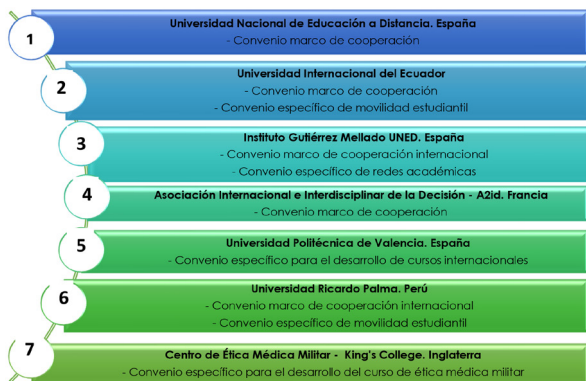 1
Universidad Nacional de Educación a Distancia. España
- Convenio marco de cooperación
2
Universidad Internacional del Ecuador
- Convenio marco de cooperación
- Convenio específico de movilidad estudiantil
3
Instituto Gutiérrez Mellado UNED. España
- Convenio marco de cooperación internacional
- Convenio específico de redes académicas
4
Asociación Internacional e Interdisciplinar de la Decisión - A2id. Francia
- Convenio marco de cooperación
5
Universidad Politécnica de Valencia. España
- Convenio específico para el desarrollo de cursos internacionales
6
Universidad Ricardo Palma. Perú
- Convenio marco de cooperación internacional
- Convenio específico de movilidad estudiantil
7
Centro de Ética Médica Militar - King's College. Inglaterra
- Convenio específico para el desarrollo del curso de ética médica militar